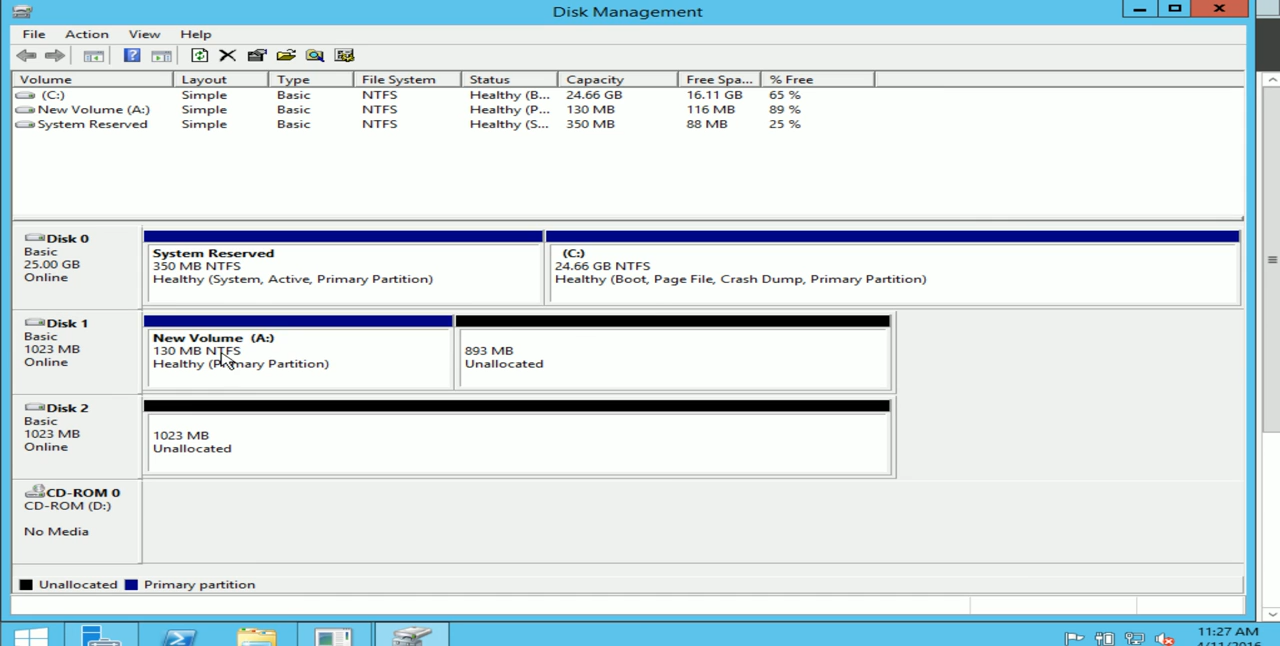 Disk Management
File Action View Help
Volume Layout Type File System Status Capacity Free Spa... % Free
(C:) Simple Basic NTFS Healthy (B... 24.66 GB 16.11 GB 65 %
New Volume (A:) Simple Basic NTFS Healthy (P... 130 MB 116 MB 89 %
System Reserved Simple Basic NTFS Healthy (S... 350 MB 88 MB 25 %
Disk 0
Basic
25.00 GB
Online
System Reserved
350 MB NTFS
Healthy (System, Active, Primary Partition)
(C:)
24.66 GB NTFS
Healthy (Boot, Page File, Crash Dump, Primary Partition)
Disk 1
Basic
1023 MB
Online
New Volume (A:)
130 MB NTFS
Healthy (Primary Partition)
893 MB
Unallocated
Disk 2
Basic
1023 MB
Online
1023 MB
Unallocated
CD-ROM 0
CD-ROM (D:)
No Media
Unallocated Primary partition
11:27 AM
4/11/2016